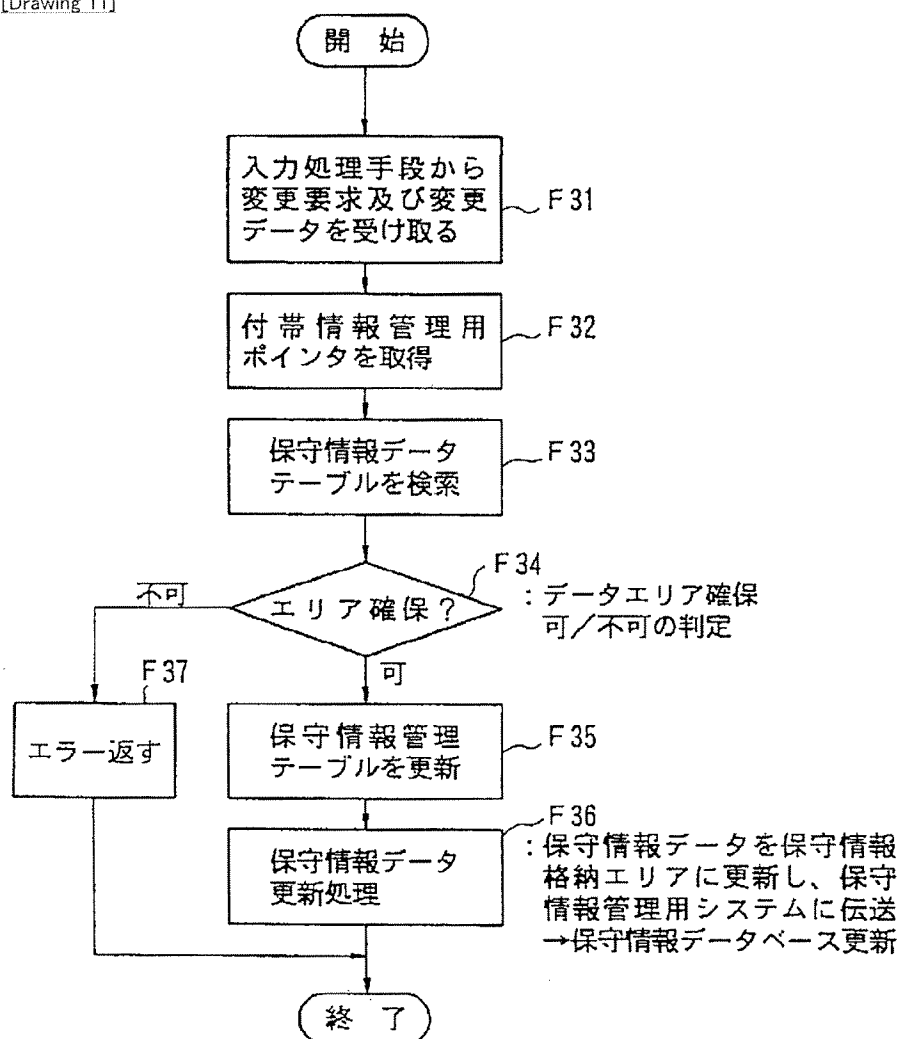 [Drawing 11]
開 始
入力処理手段から
変更要求及び変更
データを受け取る
F31
付帯情報管理用
ポインタを取得
F32
保守情報データ
テーブルを検索
F33
F34
エリア確保?
:データエリア確保
可/不可の判定
不可
可
F37
エラー返す
保守情報管理
テーブルを更新
F35
F36
保守情報データ
更新処理
:保守情報データを保守情報
格納エリアに更新し、保守
情報管理用システムに伝送
→保守情報データベース更新
終 了